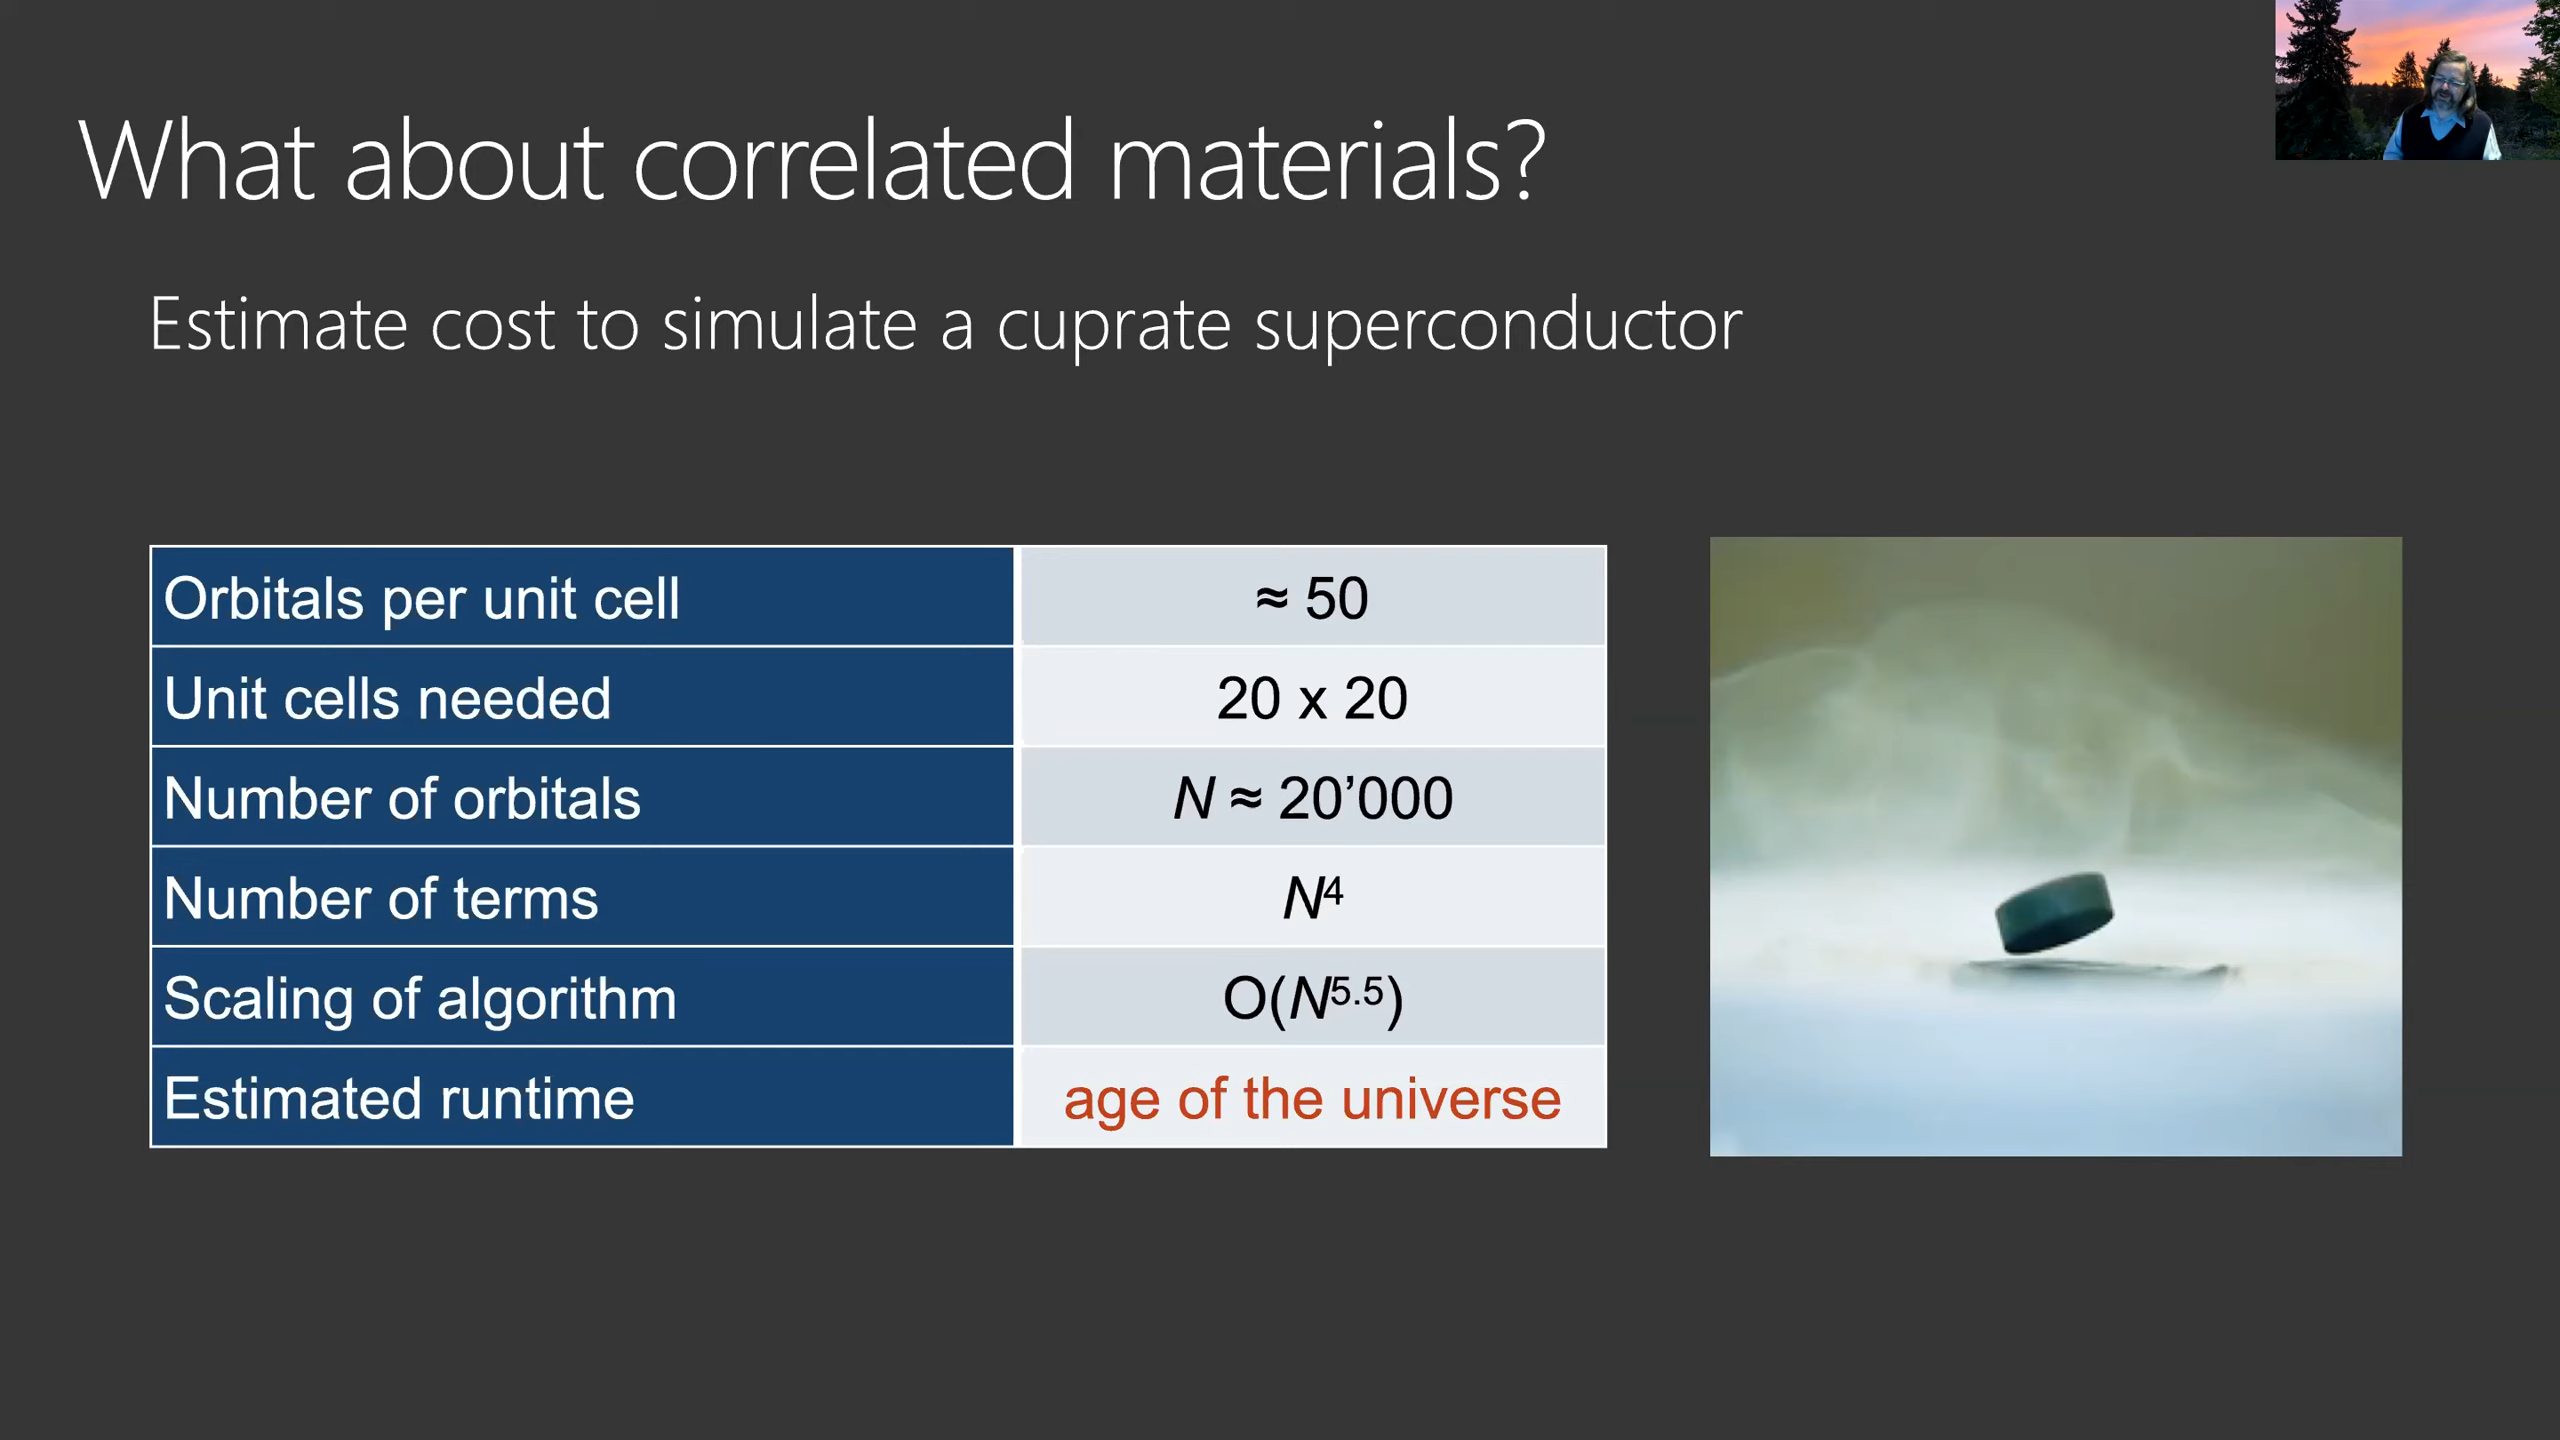 What about correlated materials?
Estimate cost to simulate a cuprate superconductor
Orbitals per unit cell ≈ 50
Unit cells needed 20 x 20
Number of orbitals N ≈ 20’000
Number of terms N⁴
Scaling of algorithm O(N⁵·⁵)
Estimated runtime age of the universe